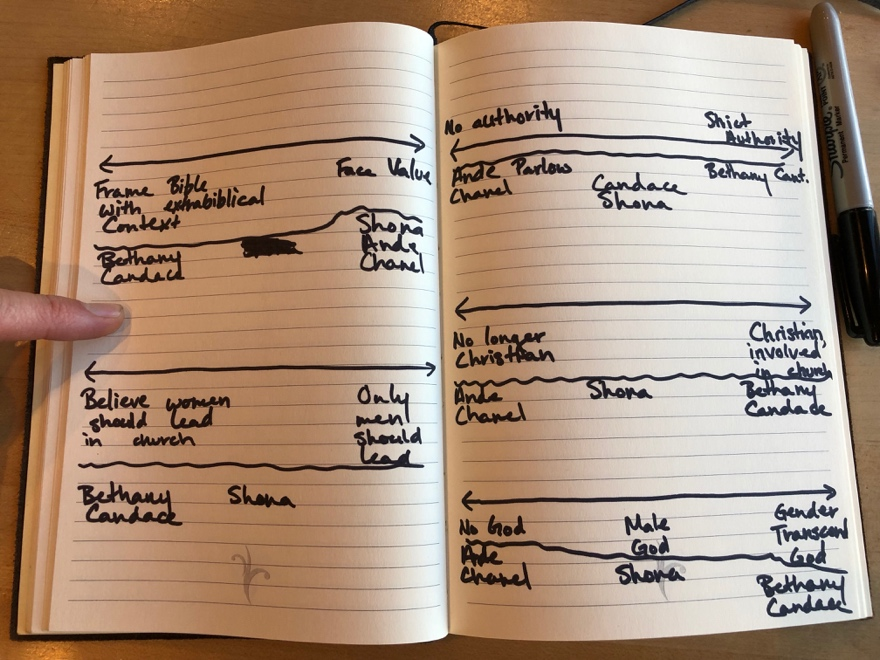 Face Value
Frame Bible
with extrabiblical
Context
Shona
Ande
Chanel
Bethany
Candace
Believe women
should lead
in church
Only
men
should
lead
Bethany
Candace
Shona
No authority
Strict
Authority
Ande Parlow
Chanel
Candace
Shona
Bethany Cant.
No longer
Christian
Christian,
involved
in church
Ande
Chanel
Shona
Bethany
Candace
No God
Male
God
Gender
Transcend
God
Ande
Chanel
Shona
Bethany
Candace
Sharpie
Permanent Marker